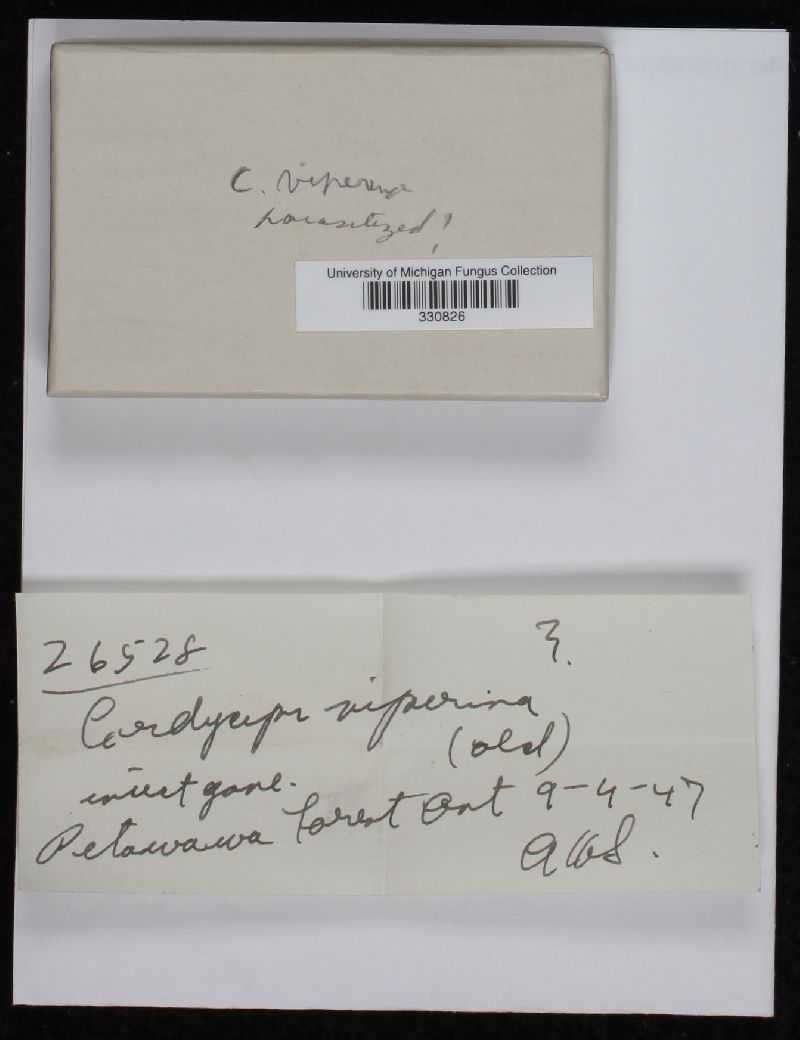 C. viperina
parasitized!
University of Michigan Fungus Collection
330826
26528
?.
Cordyceps viperina
(old)
insect gone.
Petawawa Forest Ont 9-4-47
AWS.